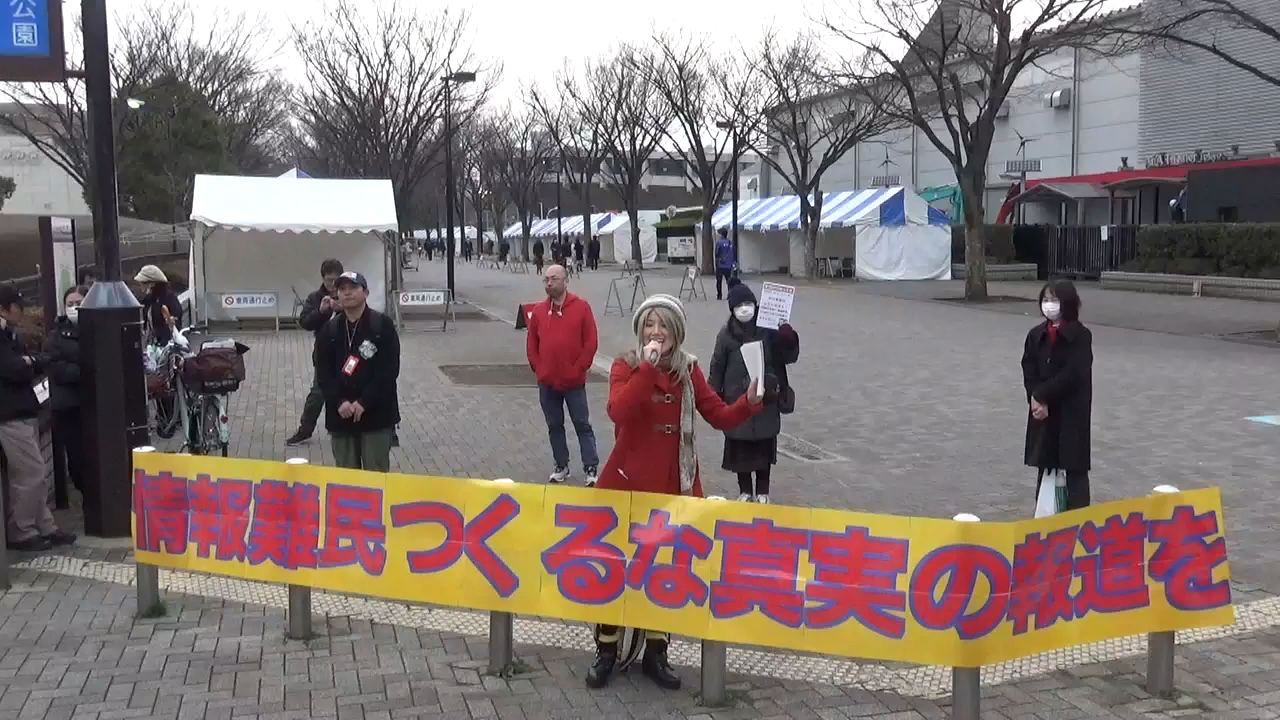 公園
車両通行止め
車両通行止め
情報難民つくるな真実の報道を